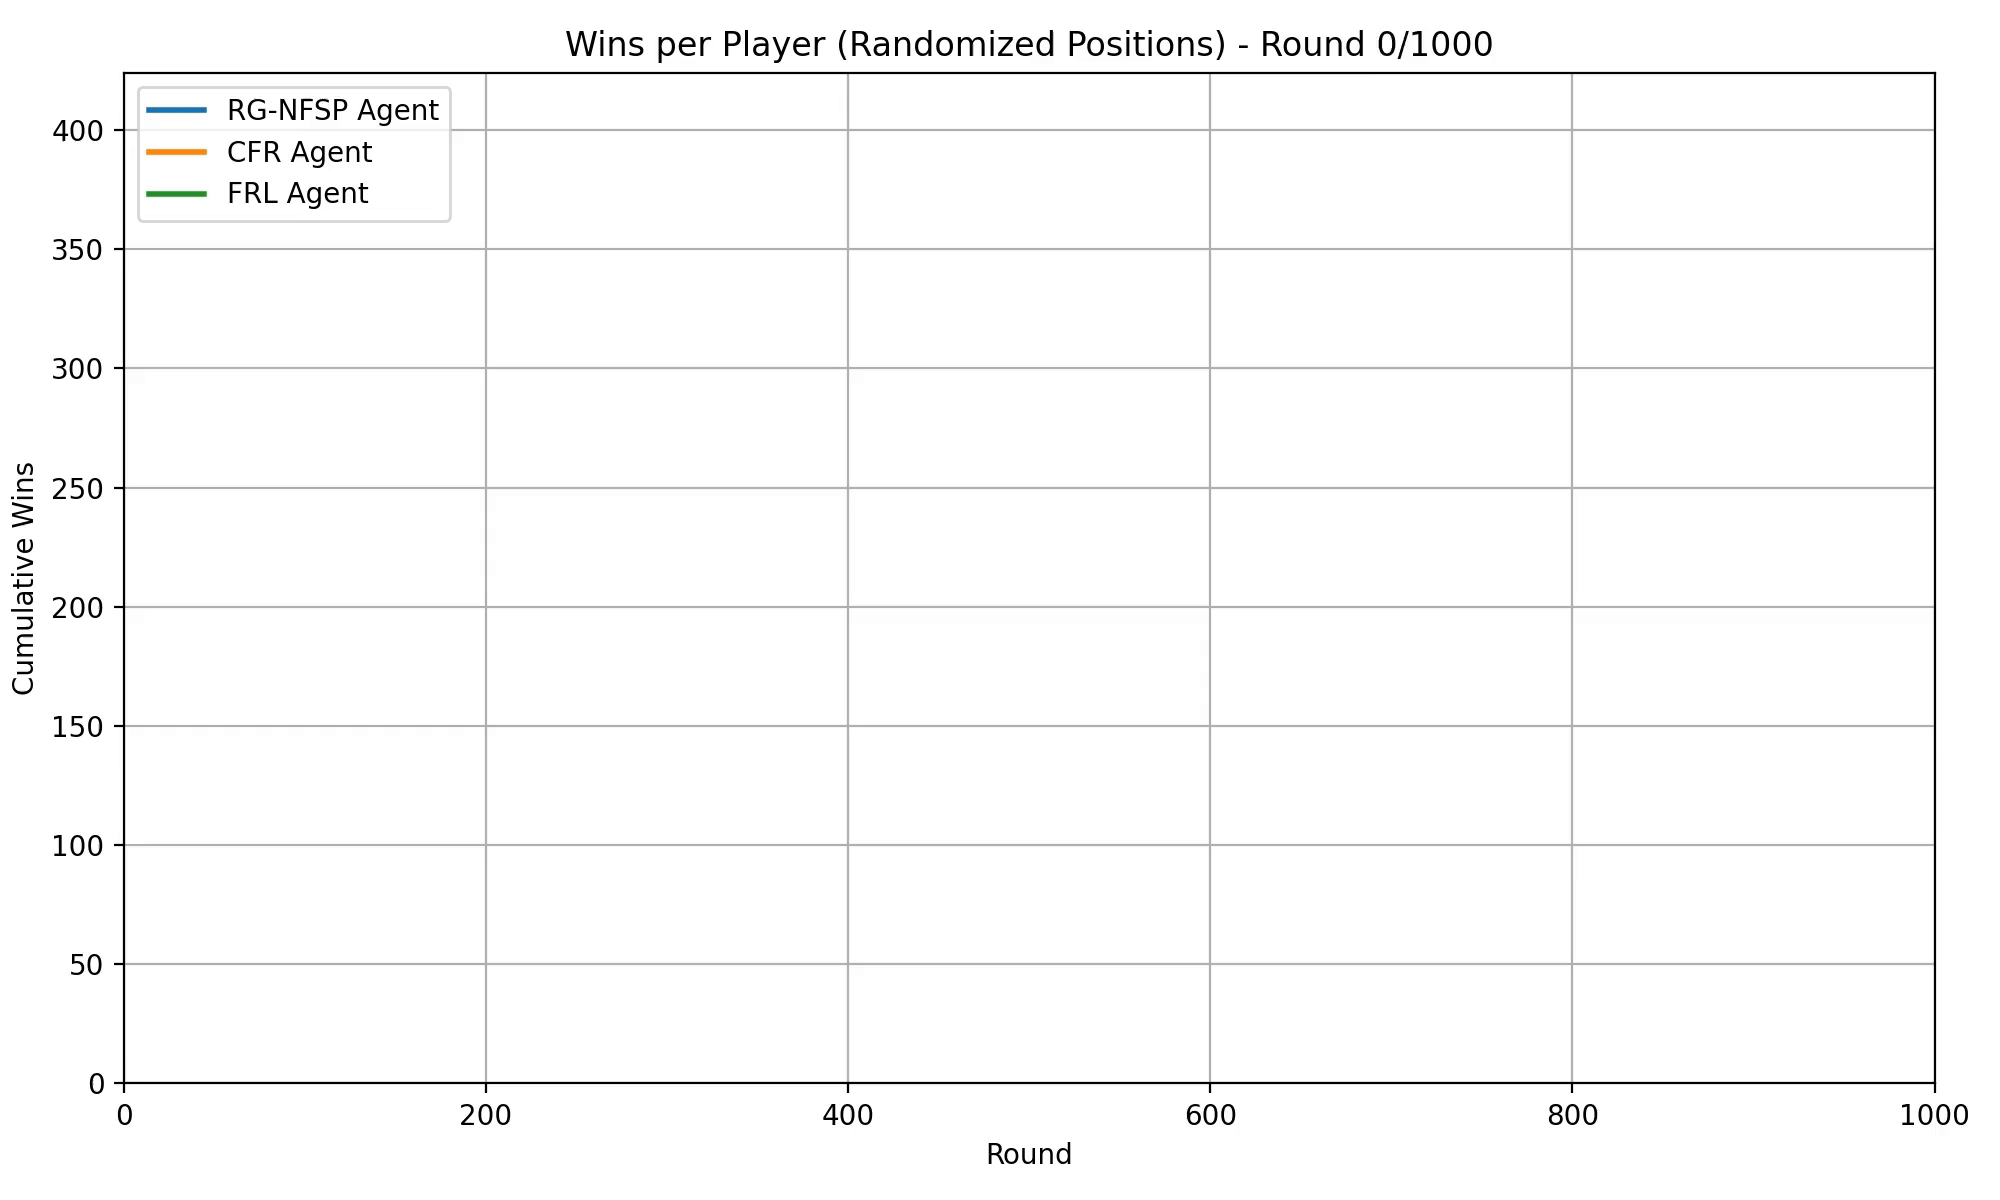 Wins per Player (Randomized Positions) - Round 0/1000
RG-NFSP Agent
CFR Agent
FRL Agent
400
350
300
250
200
150
100
50
0
Cumulative Wins
0 200 400 600 800 1000
Round